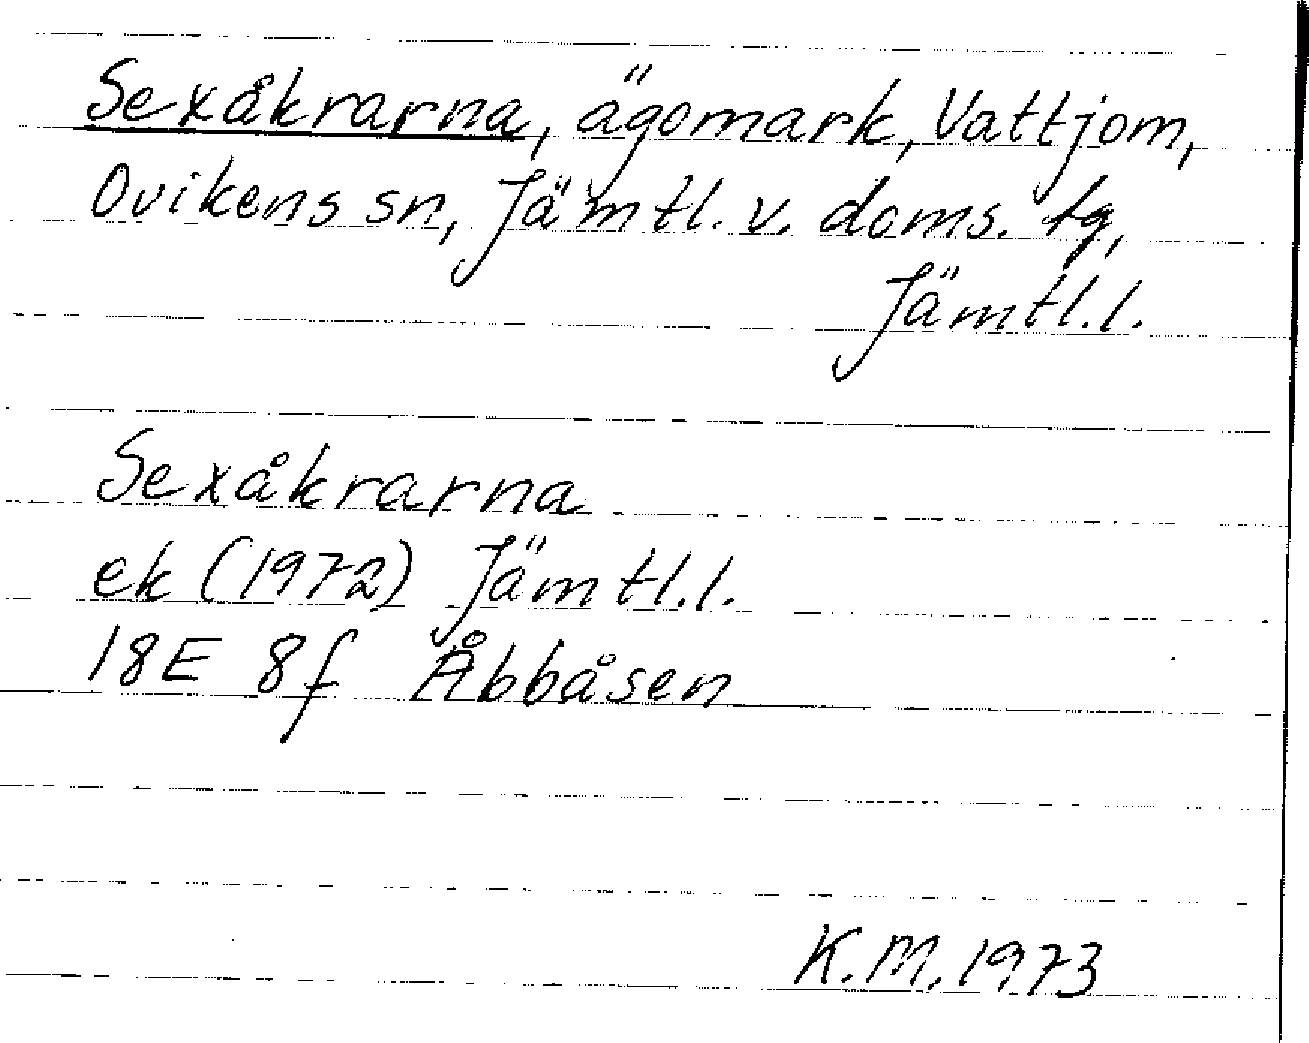 Sexåkrarna, ägomark, Vattjom,
Ovikens sn, Jämtl. v. doms. tg,
Jämtl.l.
Sexåkrarna
ek (1972) Jämtl.l.
18E 8f Åbbåsen
K.M. 1973